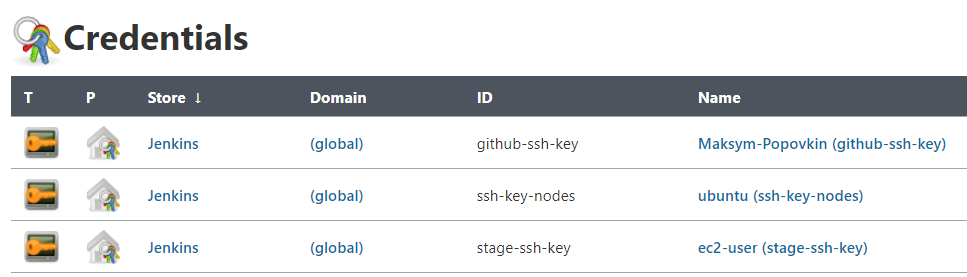 Credentials
T P Store ↓ Domain ID Name
Jenkins (global) github-ssh-key Maksym-Popovkin (github-ssh-key)
Jenkins (global) ssh-key-nodes ubuntu (ssh-key-nodes)
Jenkins (global) stage-ssh-key ec2-user (stage-ssh-key)